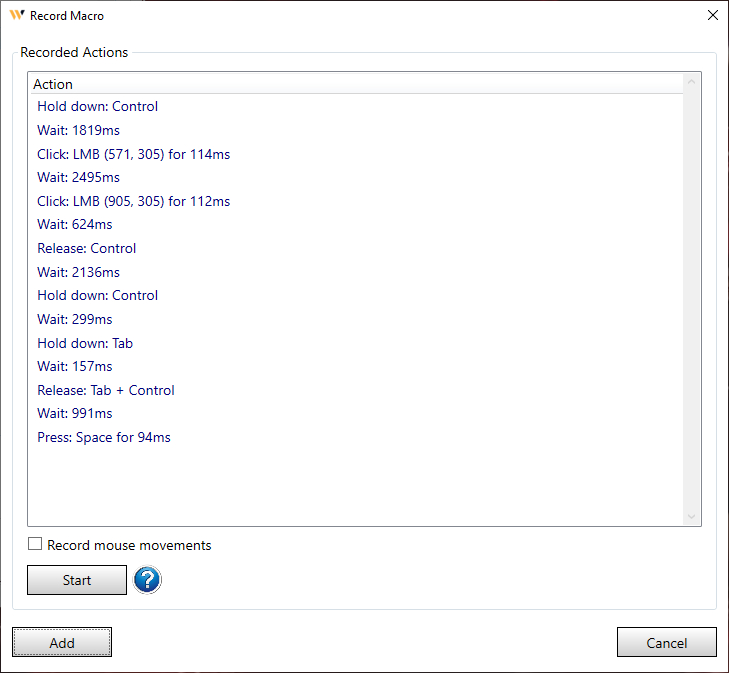 Record Macro
Recorded Actions
Action
Hold down: Control
Wait: 1819ms
Click: LMB (571, 305) for 114ms
Wait: 2495ms
Click: LMB (905, 305) for 112ms
Wait: 624ms
Release: Control
Wait: 2136ms
Hold down: Control
Wait: 299ms
Hold down: Tab
Wait: 157ms
Release: Tab + Control
Wait: 991ms
Press: Space for 94ms
Record mouse movements
Start ?
Add Cancel